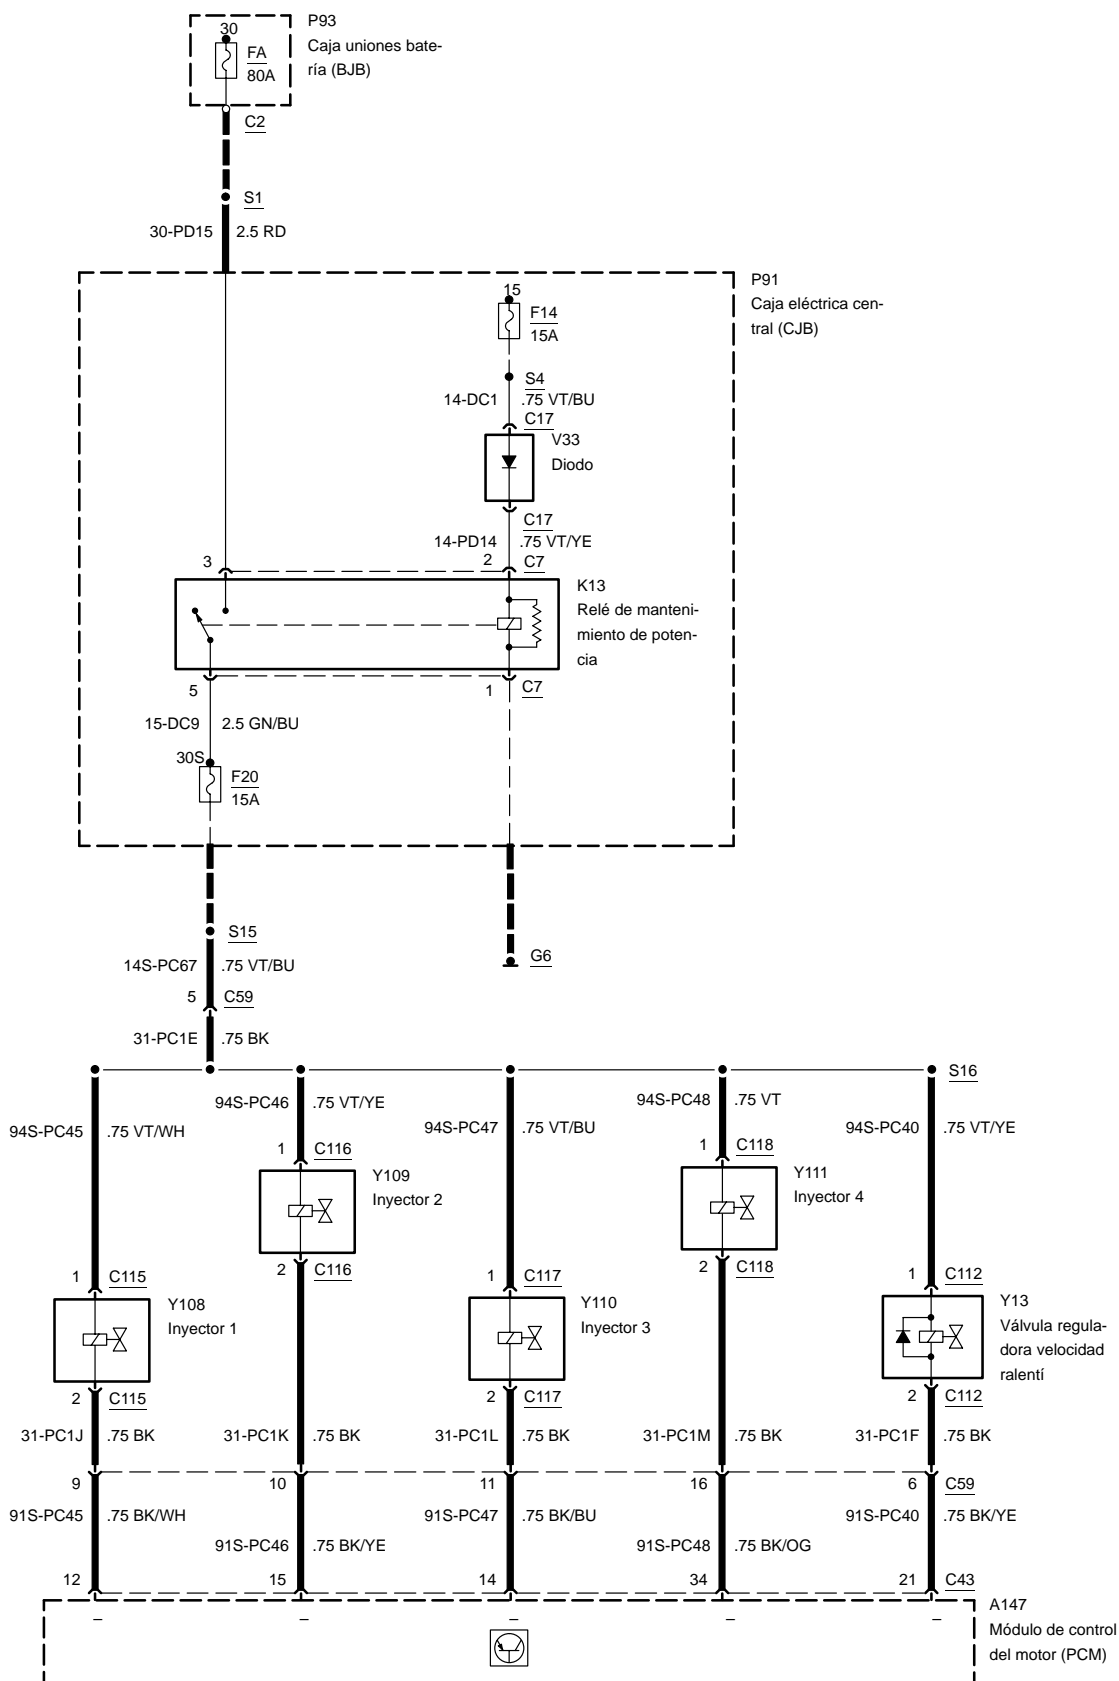 P93
30
Caja uniones bate-
FA
ría (BJB)
80A
C2
S1
30-PD15 2.5 RD
P91
15
Caja eléctrica cen-
F14
tral (CJB)
15A
S4
14-DC1 .75 VT/BU
C17
V33
Diodo
C17
14-PD14 .75 VT/YE
3 2 C7
K13
Relé de manteni-
miento de poten-
cia
5 1 C7
15-DC9 2.5 GN/BU
30S
F20
15A
S15
G6
14S-PC67 .75 VT/BU
5 C59
31-PC1E .75 BK
S16
94S-PC46 .75 VT/YE 94S-PC48 .75 VT
94S-PC45 .75 VT/WH 94S-PC47 .75 VT/BU 94S-PC40 .75 VT/YE
1 C116 1 C118
Y109 Y111
Inyector 2 Inyector 4
2 C116 2 C118
1 C115 1 C117 1 C112
Y108 Y110 Y13
Inyector 1 Inyector 3 Válvula regula-
dora velocidad
ralentí
2 C115 2 C117 2 C112
31-PC1J .75 BK 31-PC1K .75 BK 31-PC1L .75 BK 31-PC1M .75 BK 31-PC1F .75 BK
9 10 11 16 6 C59
91S-PC45 .75 BK/WH 91S-PC47 .75 BK/BU 91S-PC40 .75 BK/YE
91S-PC46 .75 BK/YE 91S-PC48 .75 BK/OG
12 15 14 34 21 C43
A147
– – – – –
Módulo de control
del motor (PCM)